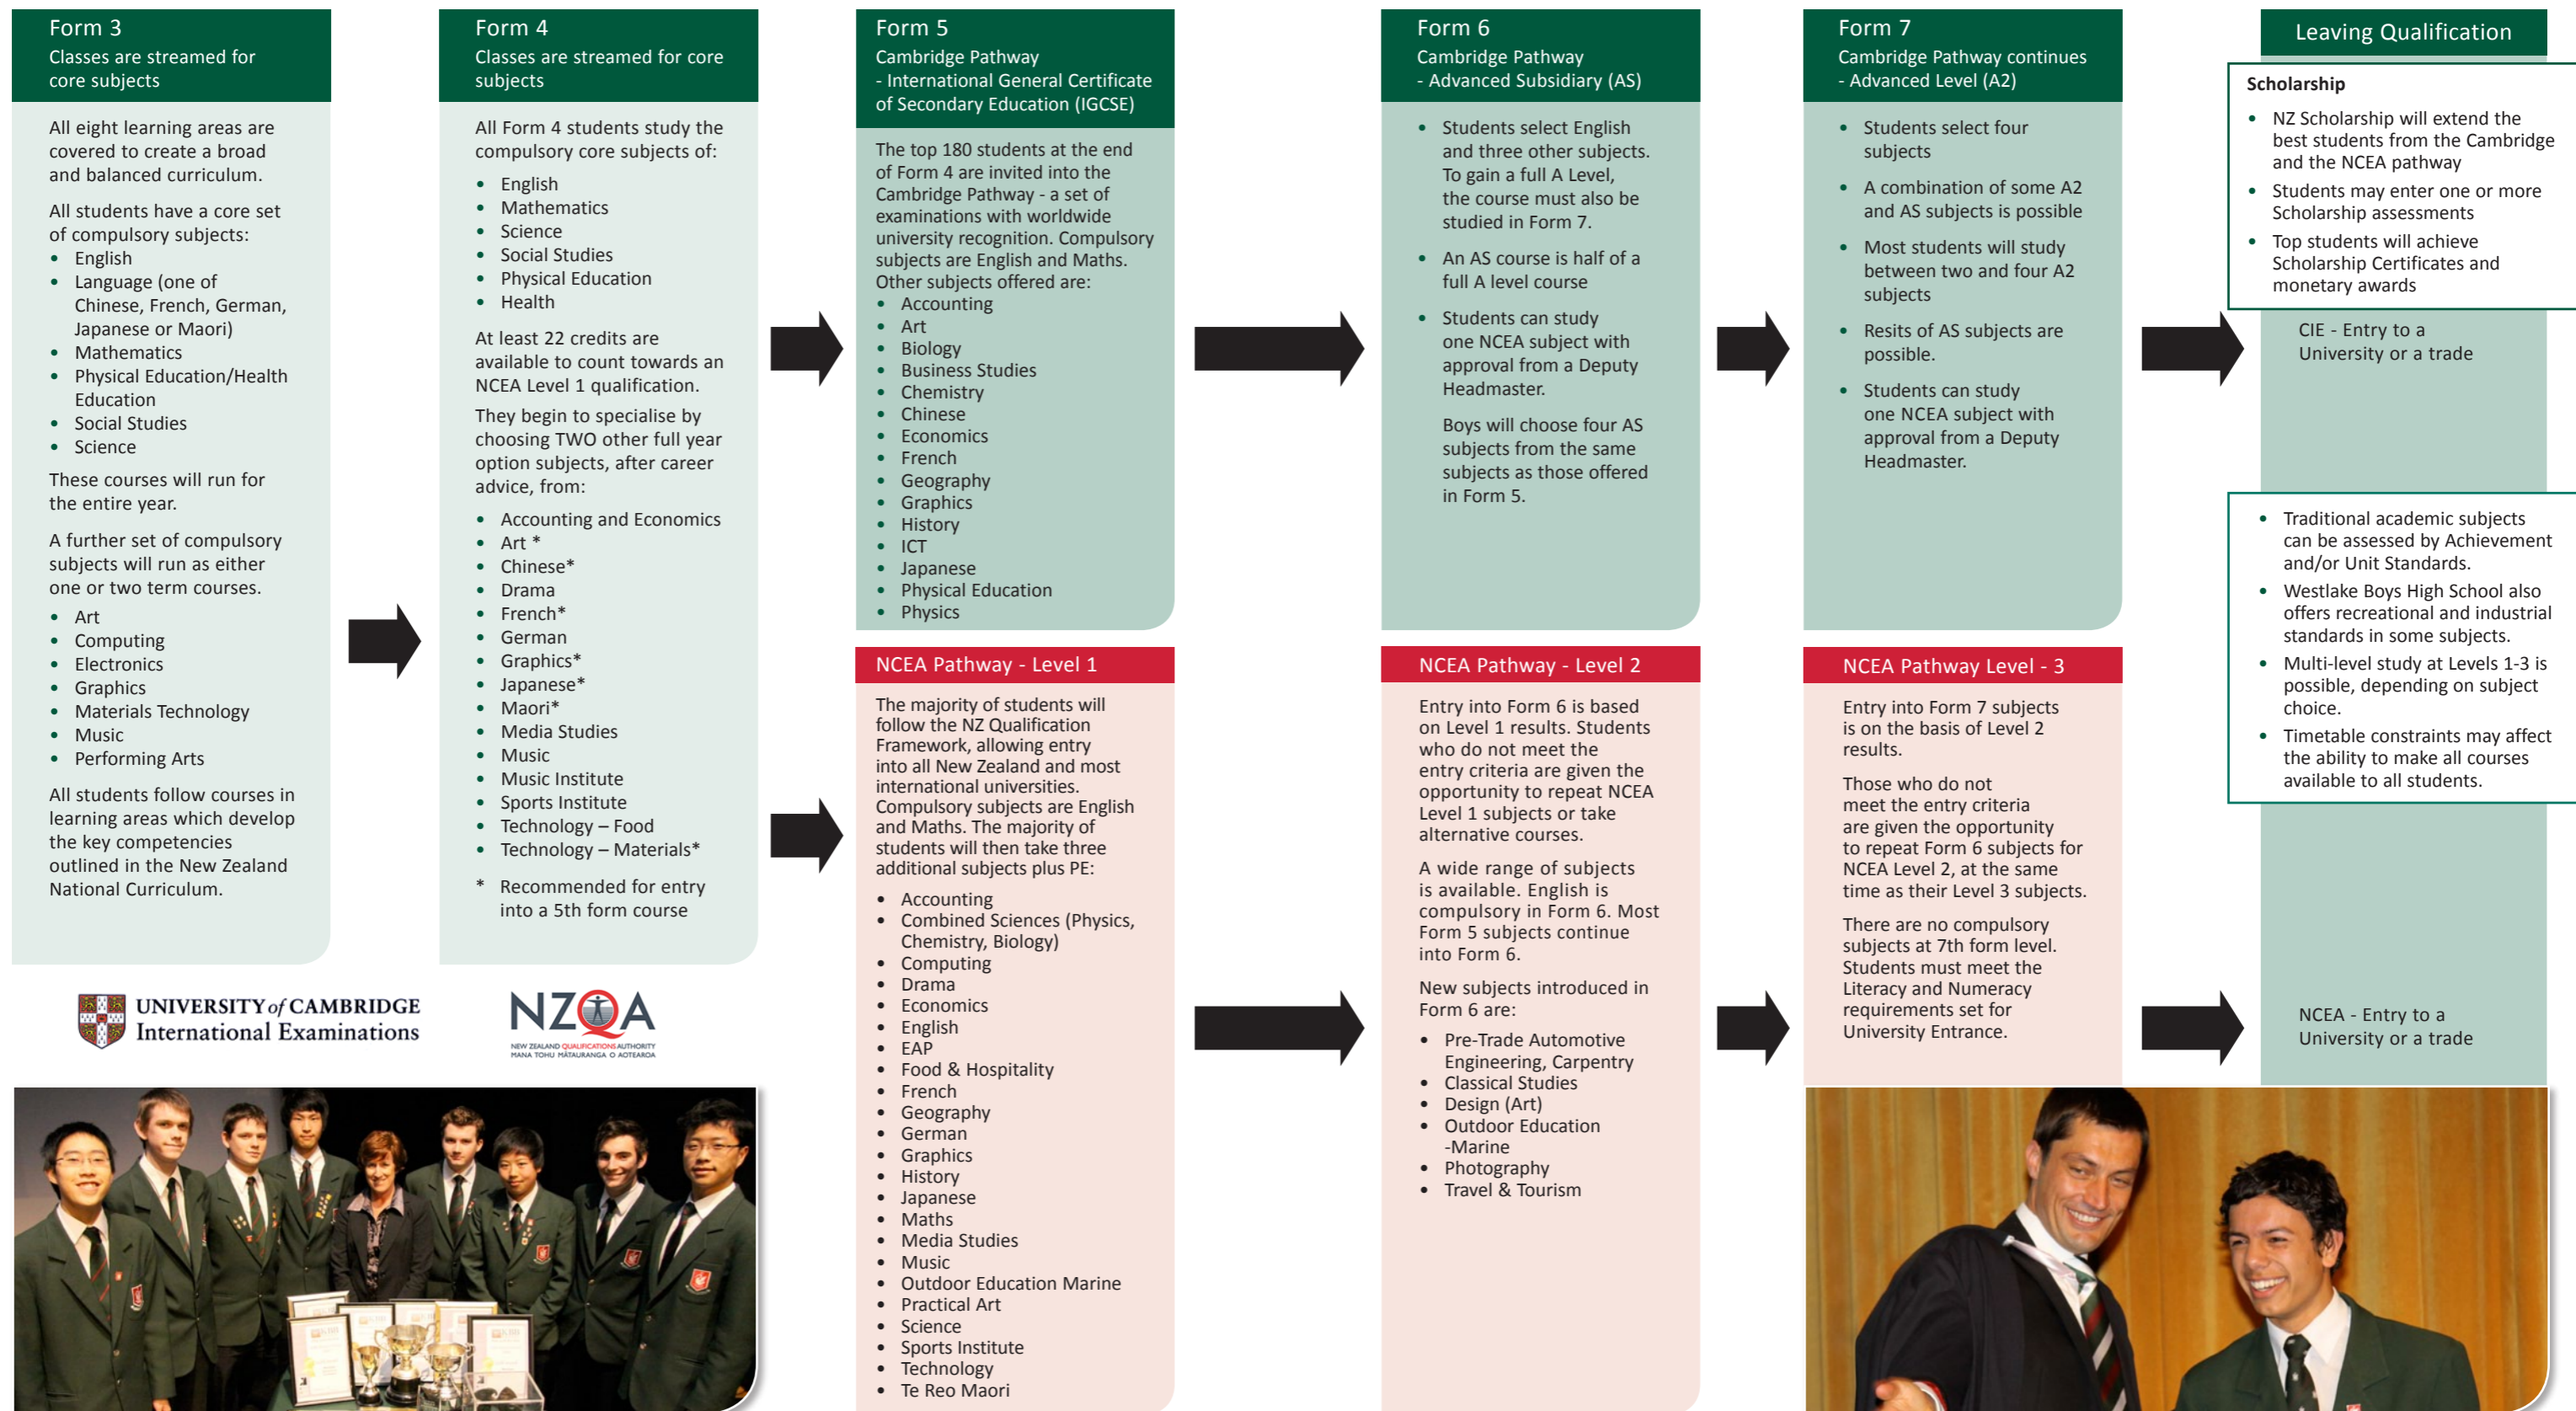 Form 3
Classes are streamed for
core subjects
All eight learning areas are
covered to create a broad
and balanced curriculum.
All students have a core set
of compulsory subjects:
• English
• Language (one of
Chinese, French, German,
Japanese or Maori)
• Mathematics
• Physical Education/Health
Education
• Social Studies
• Science
These courses will run for
the entire year.
A further set of compulsory
subjects will run as either
one or two term courses.
• Art
• Computing
• Electronics
• Graphics
• Materials Technology
• Music
• Performing Arts
All students follow courses in
learning areas which develop
the key competencies
outlined in the New Zealand
National Curriculum.
Form 4
Classes are streamed for core
subjects
All Form 4 students study the
compulsory core subjects of:
• English
• Mathematics
• Science
• Social Studies
• Physical Education
• Health
At least 22 credits are
available to count towards an
NCEA Level 1 qualification.
They begin to specialise by
choosing TWO other full year
option subjects, after career
advice, from:
• Accounting and Economics
• Art *
• Chinese*
• Drama
• French*
• German
• Graphics*
• Japanese*
• Maori*
• Media Studies
• Music
• Music Institute
• Sports Institute
• Technology – Food
• Technology – Materials*
* Recommended for entry
into a 5th form course
UNIVERSITY of CAMBRIDGE
International Examinations
NZQA
NEW ZEALAND QUALIFICATIONS AUTHORITY
MANA TOHU MĀTAURANGA O AOTEAROA
Form 5
Cambridge Pathway
- International General Certificate
of Secondary Education (IGCSE)
The top 180 students at the end
of Form 4 are invited into the
Cambridge Pathway - a set of
examinations with worldwide
university recognition. Compulsory
subjects are English and Maths.
Other subjects offered are:
• Accounting
• Art
• Biology
• Business Studies
• Chemistry
• Chinese
• Economics
• French
• Geography
• Graphics
• History
• ICT
• Japanese
• Physical Education
• Physics
NCEA Pathway - Level 1
The majority of students will
follow the NZ Qualification
Framework, allowing entry
into all New Zealand and most
international universities.
Compulsory subjects are English
and Maths. The majority of
students will then take three
additional subjects plus PE:
• Accounting
• Combined Sciences (Physics,
Chemistry, Biology)
• Computing
• Drama
• Economics
• English
• EAP
• Food & Hospitality
• French
• Geography
• German
• Graphics
• History
• Japanese
• Maths
• Media Studies
• Music
• Outdoor Education Marine
• Practical Art
• Science
• Sports Institute
• Technology
• Te Reo Maori
Form 6
Cambridge Pathway
- Advanced Subsidiary (AS)
• Students select English
and three other subjects.
To gain a full A Level,
the course must also be
studied in Form 7.
• An AS course is half of a
full A level course
• Students can study
one NCEA subject with
approval from a Deputy
Headmaster.
Boys will choose four AS
subjects from the same
subjects as those offered
in Form 5.
NCEA Pathway - Level 2
Entry into Form 6 is based
on Level 1 results. Students
who do not meet the
entry criteria are given the
opportunity to repeat NCEA
Level 1 subjects or take
alternative courses.
A wide range of subjects
is available. English is
compulsory in Form 6. Most
Form 5 subjects continue
into Form 6.
New subjects introduced in
Form 6 are:
• Pre-Trade Automotive
Engineering, Carpentry
• Classical Studies
• Design (Art)
• Outdoor Education
-Marine
• Photography
• Travel & Tourism
Form 7
Cambridge Pathway continues
- Advanced Level (A2)
• Students select four
subjects
• A combination of some A2
and AS subjects is possible
• Most students will study
between two and four A2
subjects
• Resits of AS subjects are
possible.
• Students can study
one NCEA subject with
approval from a Deputy
Headmaster.
NCEA Pathway Level - 3
Entry into Form 7 subjects
is on the basis of Level 2
results.
Those who do not
meet the entry criteria
are given the opportunity
to repeat Form 6 subjects for
NCEA Level 2, at the same
time as their Level 3 subjects.
There are no compulsory
subjects at 7th form level.
Students must meet the
Literacy and Numeracy
requirements set for
University Entrance.
Leaving Qualification
Scholarship
• NZ Scholarship will extend the
best students from the Cambridge
and the NCEA pathway
• Students may enter one or more
Scholarship assessments
• Top students will achieve
Scholarship Certificates and
monetary awards
CIE - Entry to a
University or a trade
• Traditional academic subjects
can be assessed by Achievement
and/or Unit Standards.
• Westlake Boys High School also
offers recreational and industrial
standards in some subjects.
• Multi-level study at Levels 1-3 is
possible, depending on subject
choice.
• Timetable constraints may affect
the ability to make all courses
available to all students.
NCEA - Entry to a
University or a trade